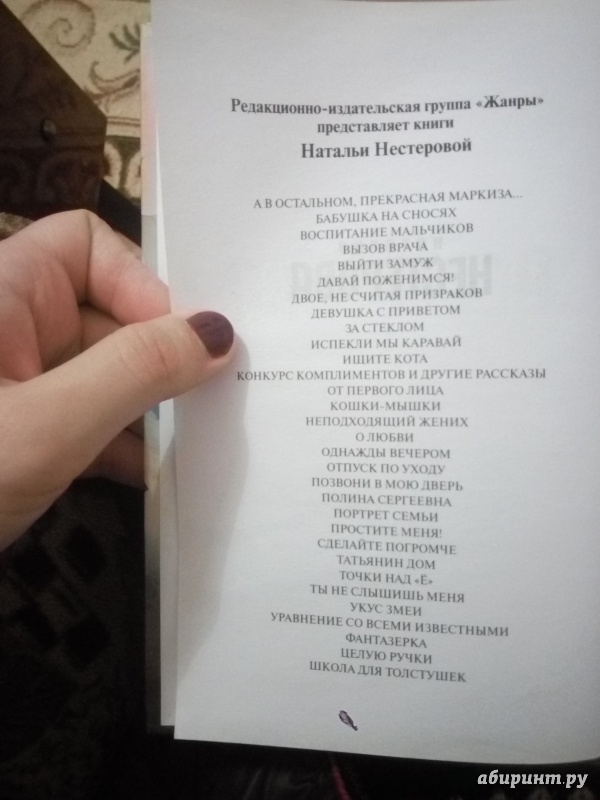 Редакционно-издательская группа «Жанры»
представляет книги
Натальи Нестеровой
А В ОСТАЛЬНОМ, ПРЕКРАСНАЯ МАРКИЗА...
БАБУШКА НА СНОСЯХ
ВОСПИТАНИЕ МАЛЬЧИКОВ
ВЫЗОВ ВРАЧА
ВЫЙТИ ЗАМУЖ
ДАВАЙ ПОЖЕНИМСЯ!
ДВОЕ, НЕ СЧИТАЯ ПРИЗРАКОВ
ДЕВУШКА С ПРИВЕТОМ
ЗА СТЕКЛОМ
ИСПЕКЛИ МЫ КАРАВАЙ
ИЩИТЕ КОТА
КОНКУРС КОМПЛИМЕНТОВ И ДРУГИЕ РАССКАЗЫ
ОТ ПЕРВОГО ЛИЦА
КОШКИ-МЫШКИ
НЕПОДХОДЯЩИЙ ЖЕНИХ
О ЛЮБВИ
ОДНАЖДЫ ВЕЧЕРОМ
ОТПУСК ПО УХОДУ
ПОЗВОНИ В МОЮ ДВЕРЬ
ПОЛИНА СЕРГЕЕВНА
ПОРТРЕТ СЕМЬИ
ПРОСТИТЕ МЕНЯ!
СДЕЛАЙТЕ ПОГРОМЧЕ
ТАТЬЯНИН ДОМ
ТОЧКИ НАД «Ё»
ТЫ НЕ СЛЫШИШЬ МЕНЯ
УКУС ЗМЕИ
УРАВНЕНИЕ СО ВСЕМИ ИЗВЕСТНЫМИ
ФАНТАЗЕРКА
ЦЕЛУЮ РУЧКИ
ШКОЛА ДЛЯ ТОЛСТУШЕК
абиринт.ру